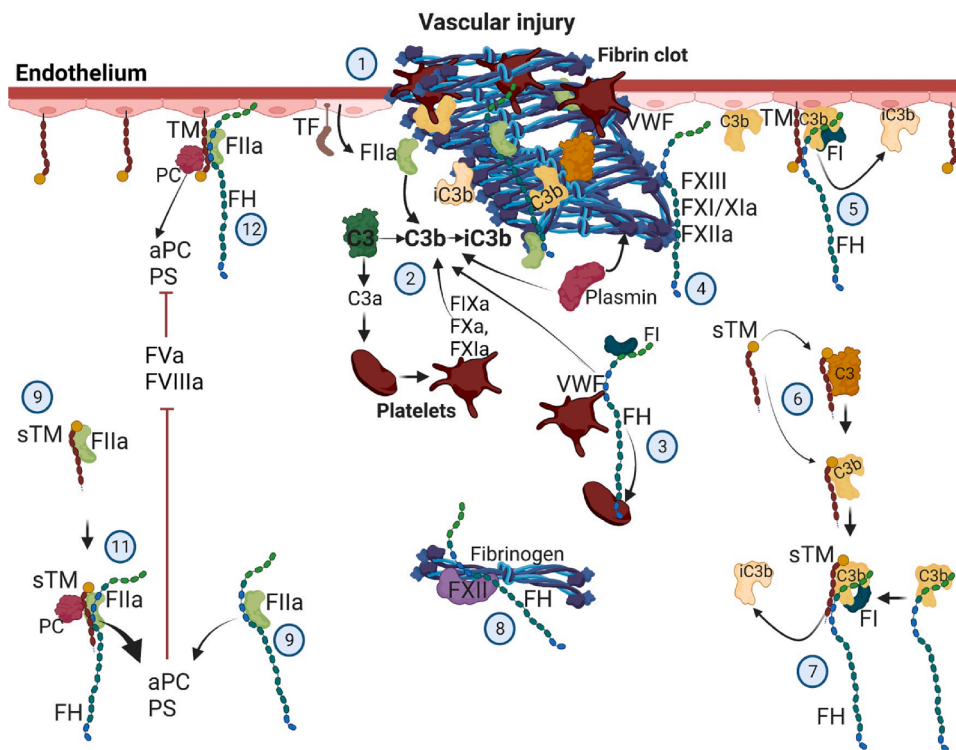 Vascular injury
Endothelium
1
Fibrin clot
TF
FIIa
VWF
TM
FIIa
PC
FH
12
aPC
PS
iC3b
C3b
C3
C3b
iC3b
2
C3a
FIXa
FXa,
FXIa
Platelets
Plasmin
FXIII
FXI/XIa
FXIIa
4
C3b
TM
C3b
FI
iC3b
5
FH
FI
VWF
FH
3
sTM
C3
6
C3b
FVa
FVIIIa
9
sTM
FIIa
11
sTM
FIIa
PC
FH
aPC
PS
FIIa
9
Fibrinogen
FXII
FH
8
iC3b
sTM
C3b
FI
C3b
7
FH